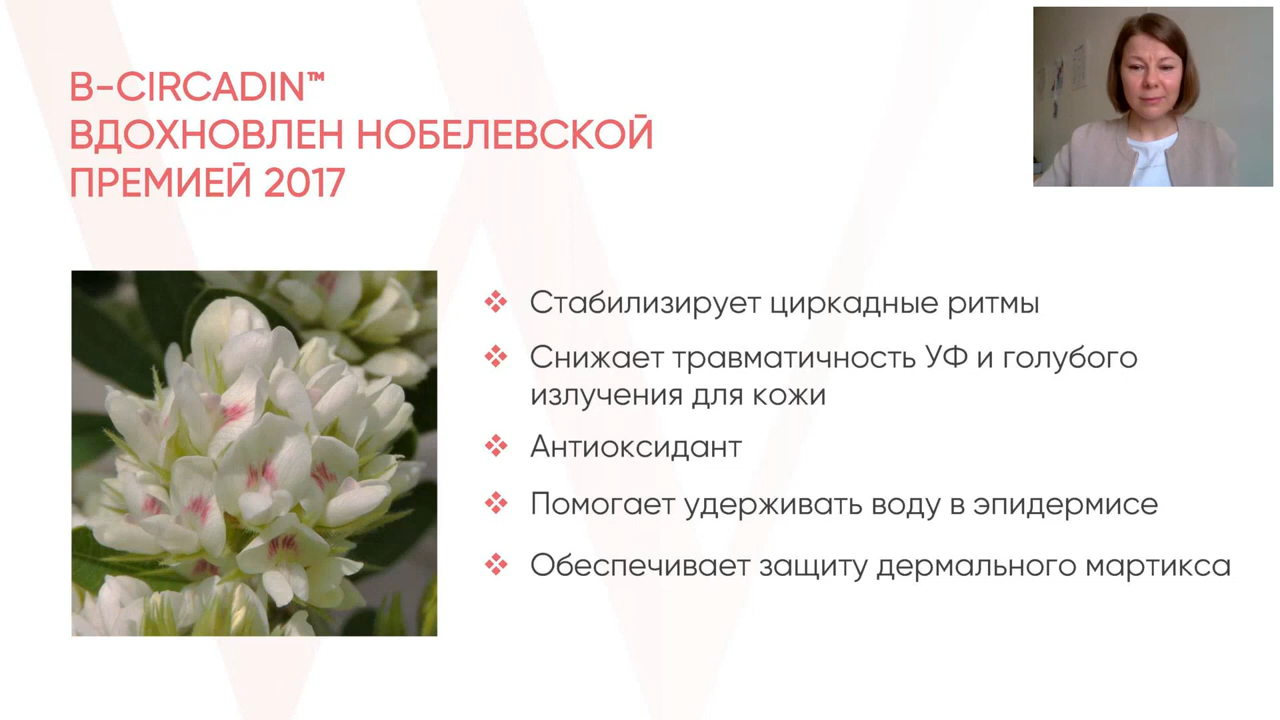 B-CIRCADIN™
ВДОХНОВЛЕН НОБЕЛЕВСКОЙ
ПРЕМИЕЙ 2017
Стабилизирует циркадные ритмы
Снижает травматичность УФ и голубого
излучения для кожи
Антиоксидант
Помогает удерживать воду в эпидермисе
Обеспечивает защиту дермального мартикса